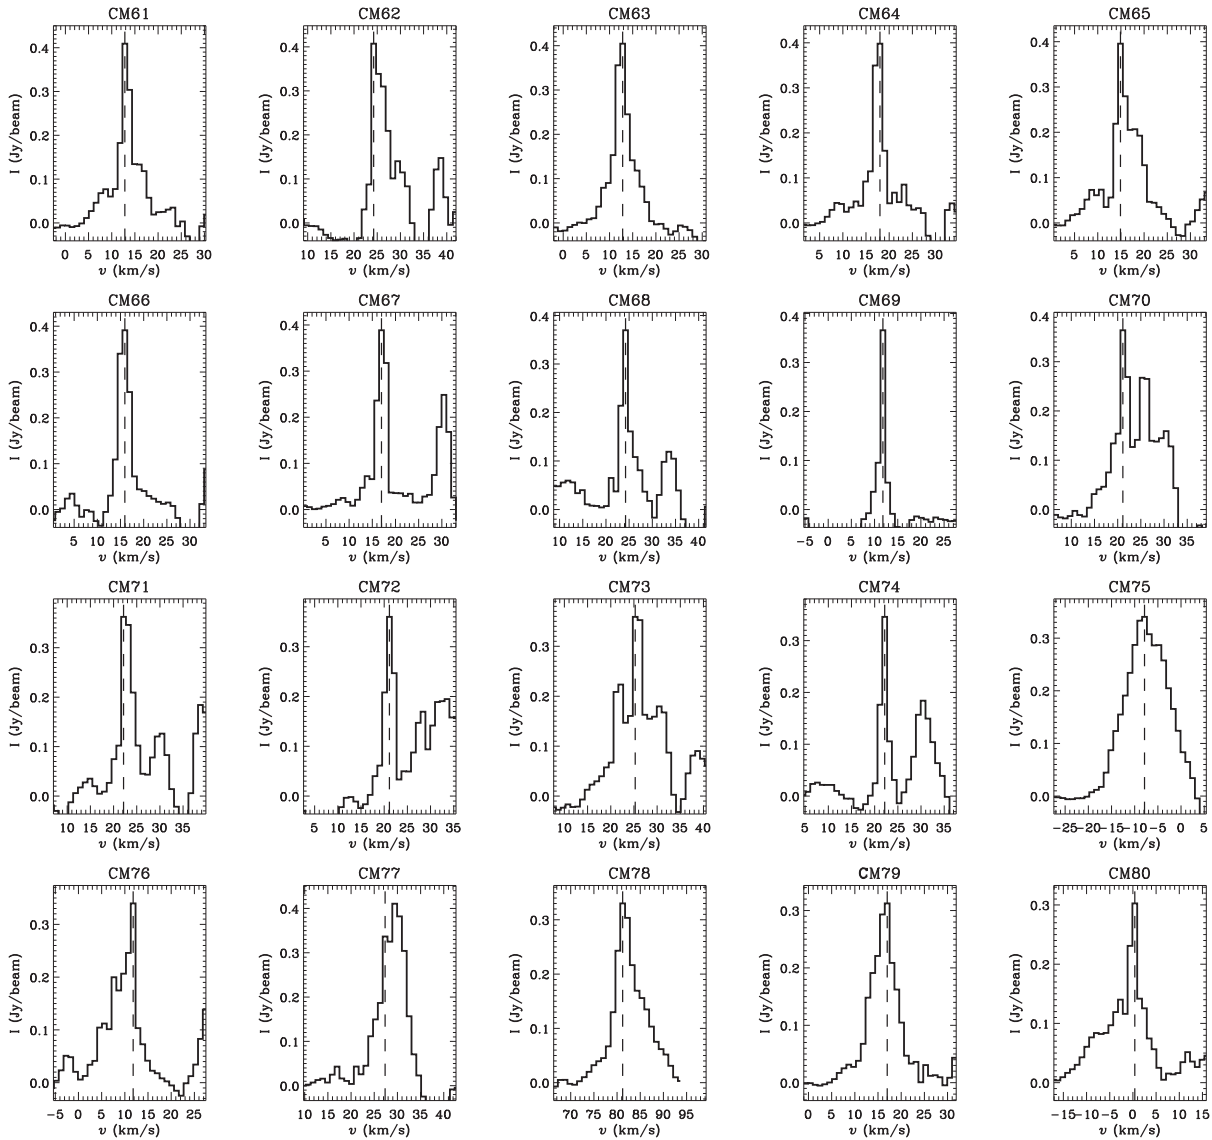 CM61 CM62 CM63 CM64 CM65
I (Jy/beam) 0.4 0.3 0.2 0.1 0.0 I (Jy/beam) 0.4 0.3 0.2 0.1 0.0 I (Jy/beam) 0.4 0.3 0.2 0.1 0.0 I (Jy/beam) 0.4 0.3 0.2 0.1 0.0 I (Jy/beam) 0.4 0.3 0.2 0.1 0.0
0 5 10 15 20 25 30 10 15 20 25 30 35 40 0 5 10 15 20 25 30 5 10 15 20 25 30 5 10 15 20 25 30
v (km/s) v (km/s) v (km/s) v (km/s) v (km/s)
CM66 CM67 CM68 CM69 CM70
I (Jy/beam) 0.4 0.3 0.2 0.1 0.0 I (Jy/beam) 0.4 0.3 0.2 0.1 0.0 I (Jy/beam) 0.4 0.3 0.2 0.1 0.0 I (Jy/beam) 0.4 0.3 0.2 0.1 0.0 I (Jy/beam) 0.4 0.3 0.2 0.1 0.0
5 10 15 20 25 30 5 10 15 20 25 30 10 15 20 25 30 35 40 -5 0 5 10 15 20 25 10 15 20 25 30 35
v (km/s) v (km/s) v (km/s) v (km/s) v (km/s)
CM71 CM72 CM73 CM74 CM75
I (Jy/beam) 0.3 0.2 0.1 0.0 I (Jy/beam) 0.3 0.2 0.1 0.0 I (Jy/beam) 0.3 0.2 0.1 0.0 I (Jy/beam) 0.3 0.2 0.1 0.0 I (Jy/beam) 0.3 0.2 0.1 0.0
10 15 20 25 30 35 5 10 15 20 25 30 35 10 15 20 25 30 35 40 5 10 15 20 25 30 35 -25-20-15-10-5 0 5
v (km/s) v (km/s) v (km/s) v (km/s) v (km/s)
CM76 CM77 CM78 CM79 CM80
I (Jy/beam) 0.3 0.2 0.1 0.0 I (Jy/beam) 0.4 0.3 0.2 0.1 0.0 I (Jy/beam) 0.3 0.2 0.1 0.0 I (Jy/beam) 0.3 0.2 0.1 0.0 I (Jy/beam) 0.3 0.2 0.1 0.0
-5 0 5 10 15 20 25 10 15 20 25 30 35 40 70 75 80 85 90 95 0 5 10 15 20 25 30 -15-10-5 0 5 10 15
v (km/s) v (km/s) v (km/s) v (km/s) v (km/s)